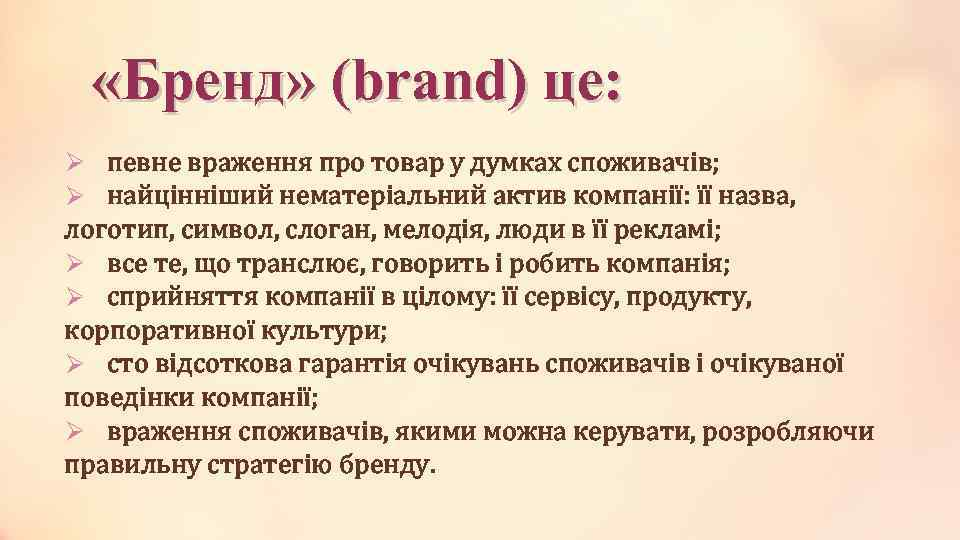 «Бренд» (brand) це:
➢ певне враження про товар у думках споживачів;
➢ найцінніший нематеріальний актив компанії: її назва,
логотип, символ, слоган, мелодія, люди в її рекламі;
➢ все те, що транслює, говорить і робить компанія;
➢ сприйняття компанії в цілому: її сервісу, продукту,
корпоративної культури;
➢ сто відсоткова гарантія очікувань споживачів і очікуваної
поведінки компанії;
➢ враження споживачів, якими можна керувати, розробляючи
правильну стратегію бренду.